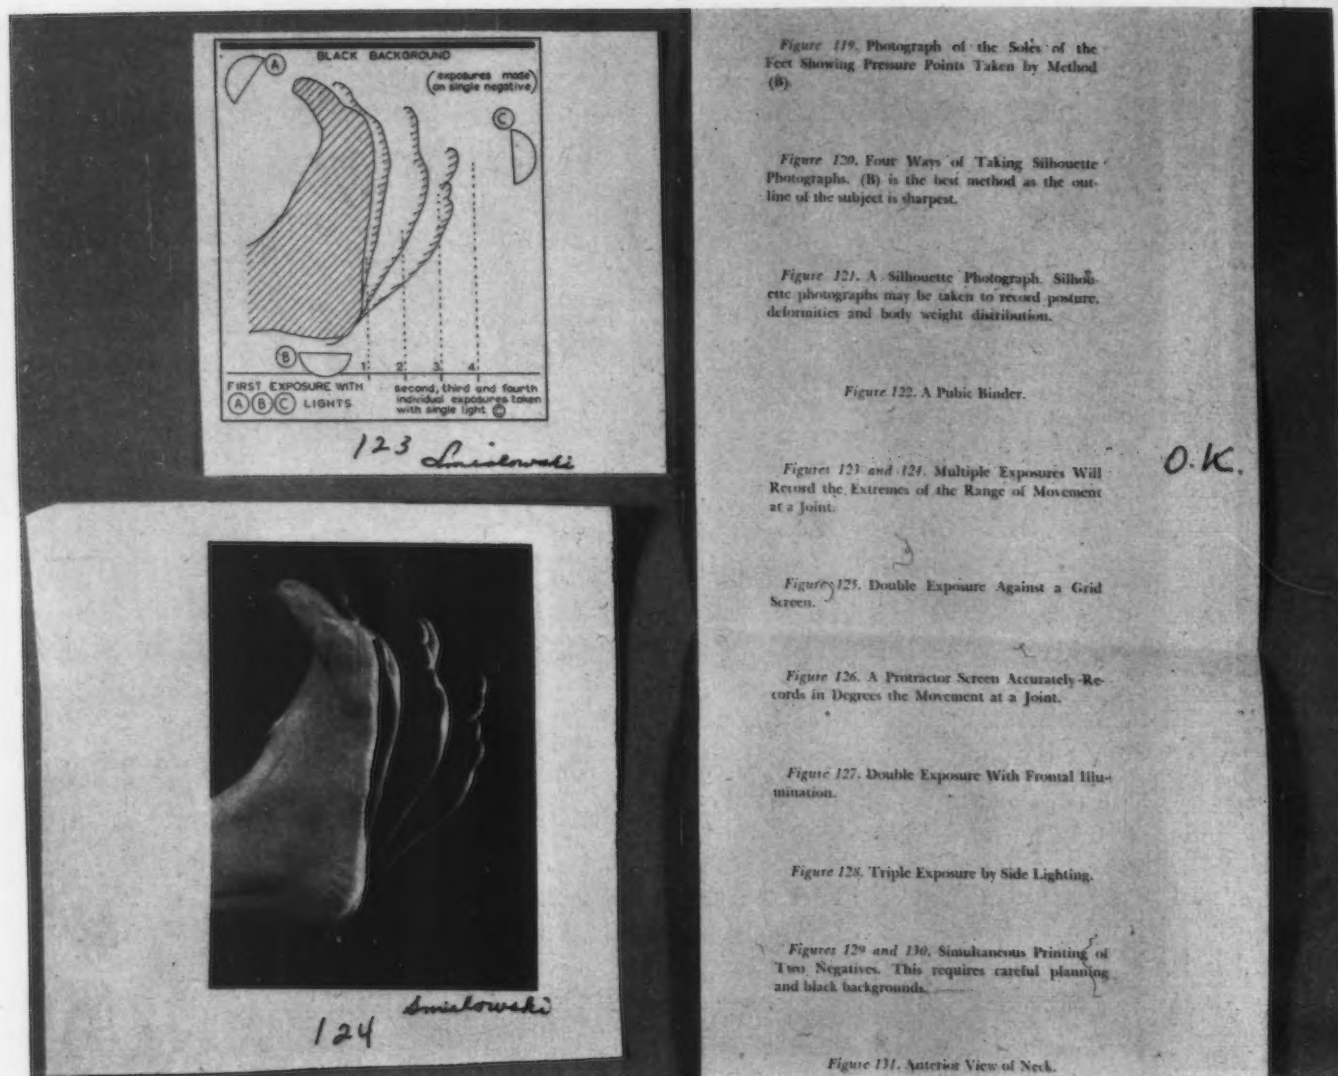 BLACK BACKGROUND
A
(exposures made
on single negative)
C
B
1 2 3 4
FIRST EXPOSURE WITH
A B C LIGHTS
second, third and fourth
individual exposures taken
with single light C
123 Smialowski
Smialowski
124
Figure 119. Photograph of the Soles of the
Feet Showing Pressure Points Taken by Method
(B)
Figure 120. Four Ways of Taking Silhouette
Photographs. (B) is the best method as the out-
line of the subject is sharpest.
Figure 121. A Silhouette Photograph. Silhou-
ette photographs may be taken to record posture,
deformities and body weight distribution.
Figure 122. A Pubic Binder.
Figures 123 and 124. Multiple Exposures Will
Record the Extremes of the Range of Movement
at a Joint.
O.K.
Figure 125. Double Exposure Against a Grid
Screen.
Figure 126. A Protractor Screen Accurately Re-
cords in Degrees the Movement at a Joint.
Figure 127. Double Exposure With Frontal Illu-
mination.
Figure 128. Triple Exposure by Side Lighting.
Figures 129 and 130. Simultaneous Printing of
Two Negatives. This requires careful planning
and black backgrounds.
Figure 131. Anterior View of Neck.